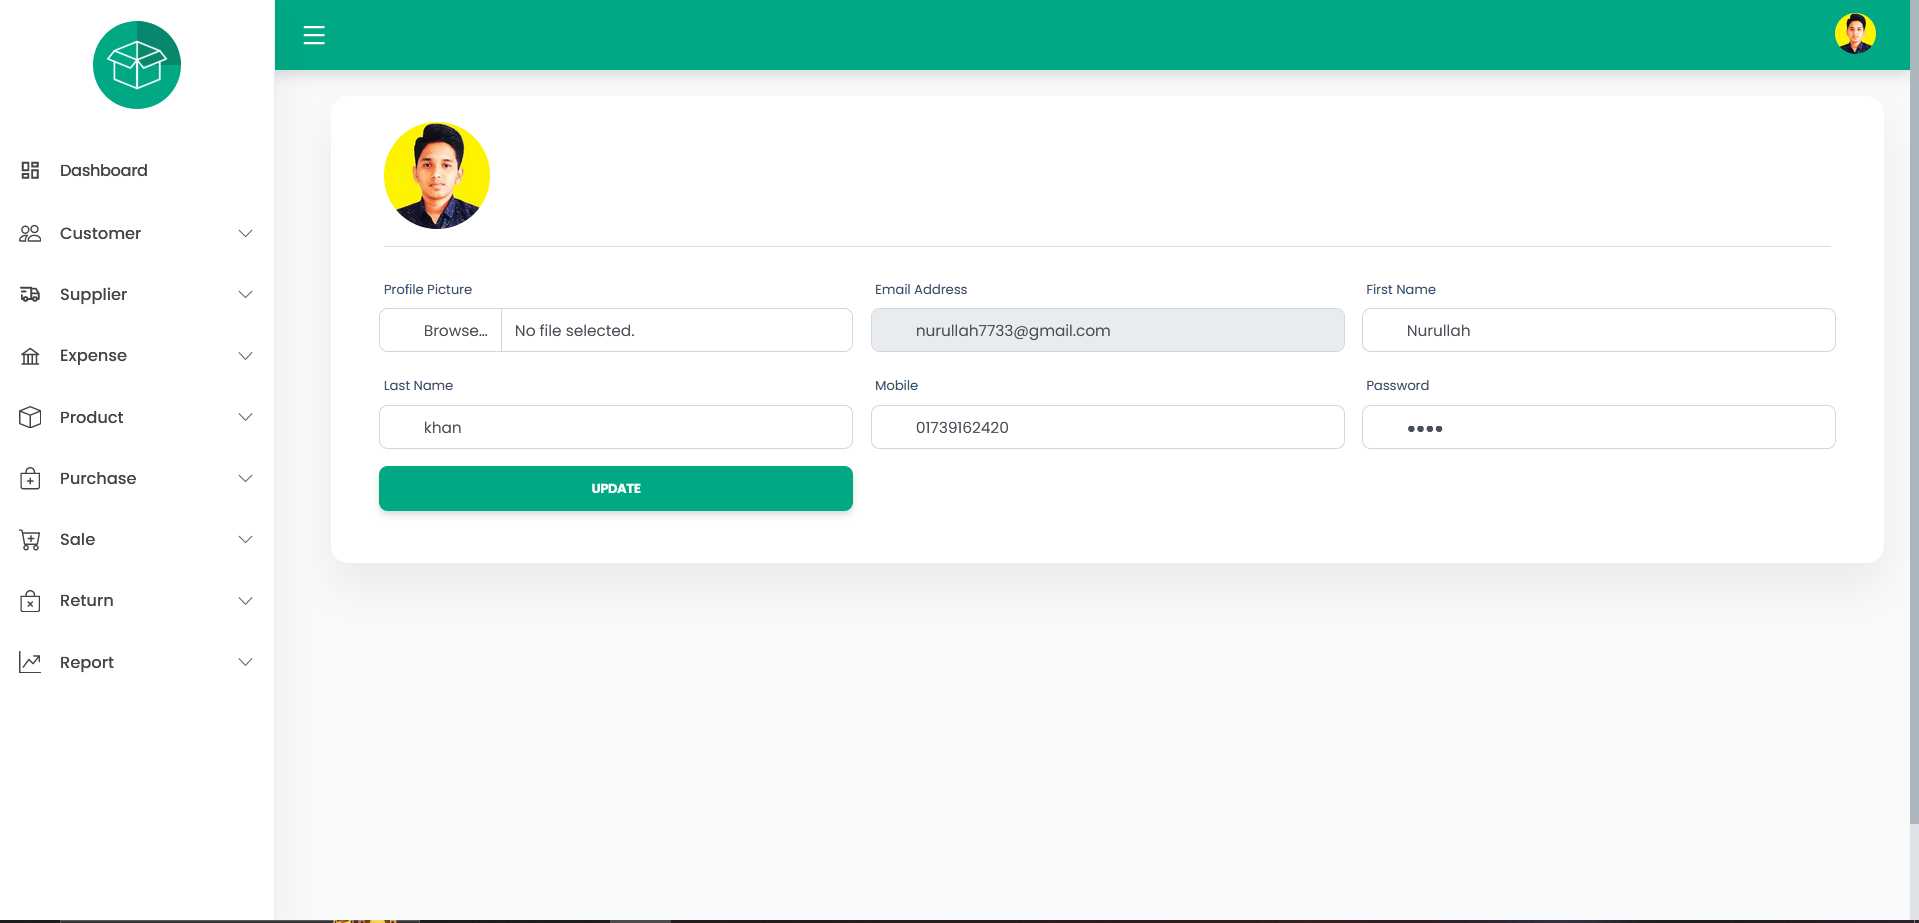 Dashboard
Customer
Supplier
Expense
Product
Purchase
Sale
Return
Report
Profile Picture
Browse... No file selected.
Email Address
nurullah7733@gmail.com
First Name
Nurullah
Last Name
khan
Mobile
01739162420
Password
••••
UPDATE